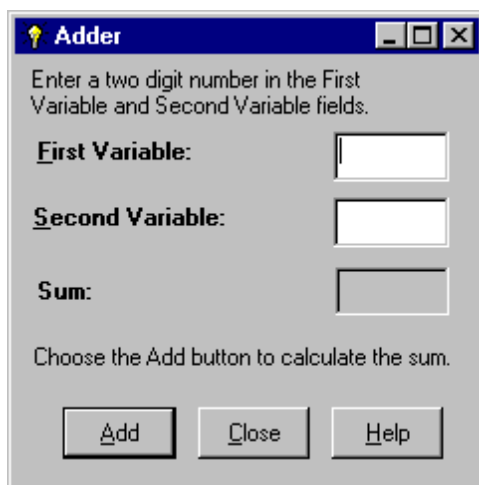 Adder
Enter a two digit number in the First
Variable and Second Variable fields.
First Variable:
Second Variable:
Sum:
Choose the Add button to calculate the sum.
Add Close Help